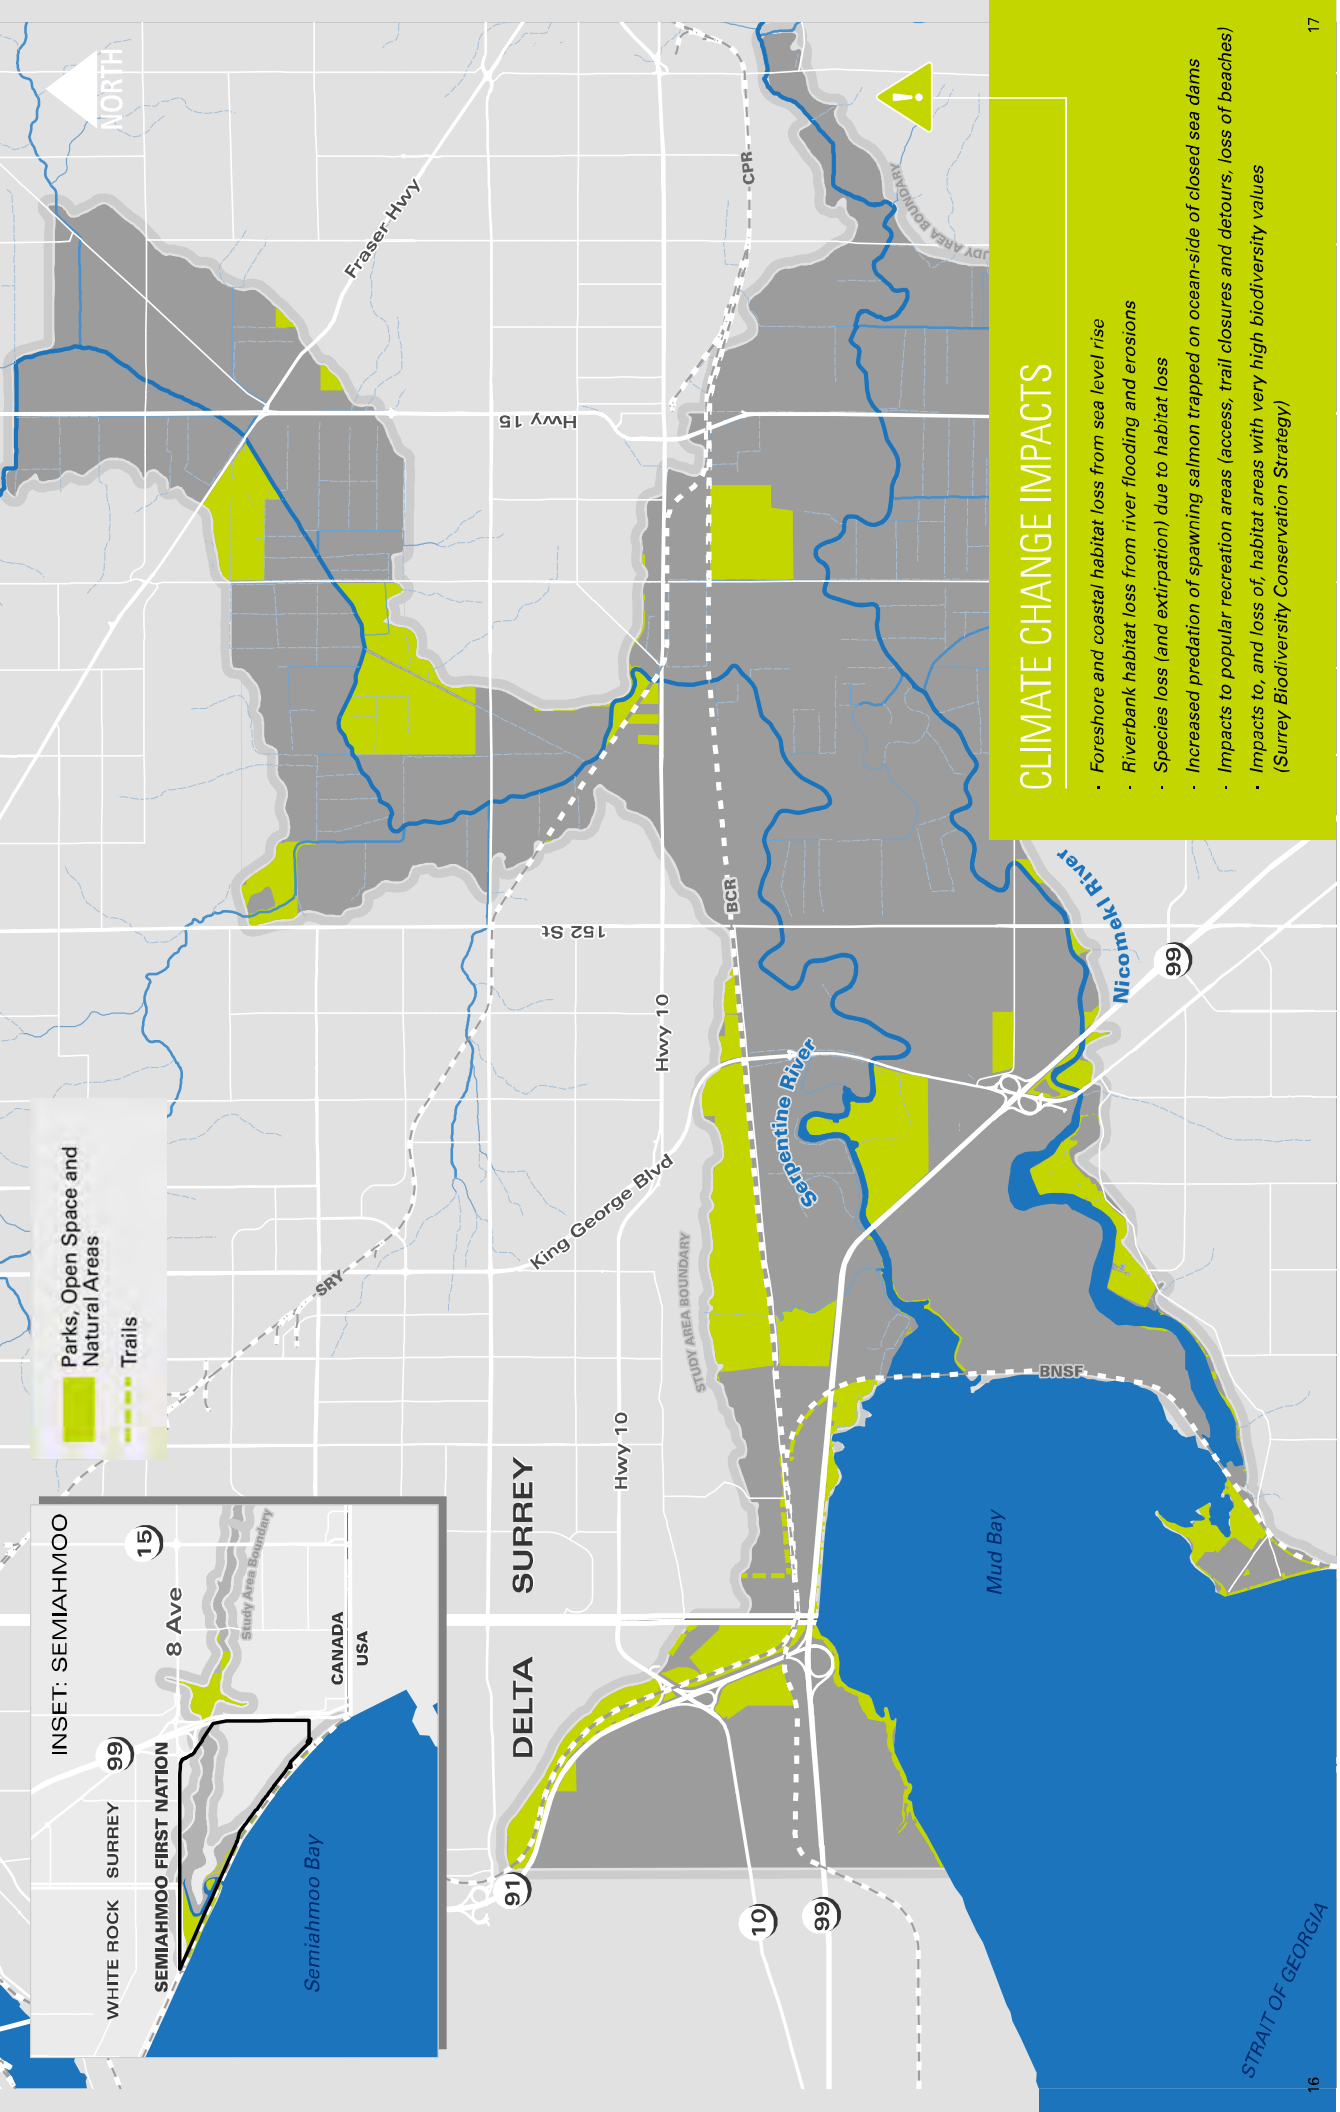 INSET: SEMIAHMOO
15
99
8 Ave
WHITE ROCK
SURREY
SEMIAHMOO FIRST NATION
Study Area Boundary
CANADA
USA
Semiahmoo Bay
Parks, Open Space and
Natural Areas
Trails
NORTH
Fraser Hwy
Hwy 15
CPR
SRY
152 St
Hwy 10
King George Blvd
BCR
STUDY AREA BOUNDARY
Hwy 10
DELTA
SURREY
91
10
99
Serpentine River
Nicomekl River
99
BNSF
Mud Bay
STRAIT OF GEORGIA
UDY AREA BOUNDARY
!
CLIMATE CHANGE IMPACTS
· Foreshore and coastal habitat loss from sea level rise
· Riverbank habitat loss from river flooding and erosions
· Species loss (and extirpation) due to habitat loss
· Increased predation of spawning salmon trapped on ocean-side of closed sea dams
· Impacts to popular recreation areas (access, trail closures and detours, loss of beaches)
· Impacts to, and loss of, habitat areas with very high biodiversity values
(Surrey Biodiversity Conservation Strategy)
16
17